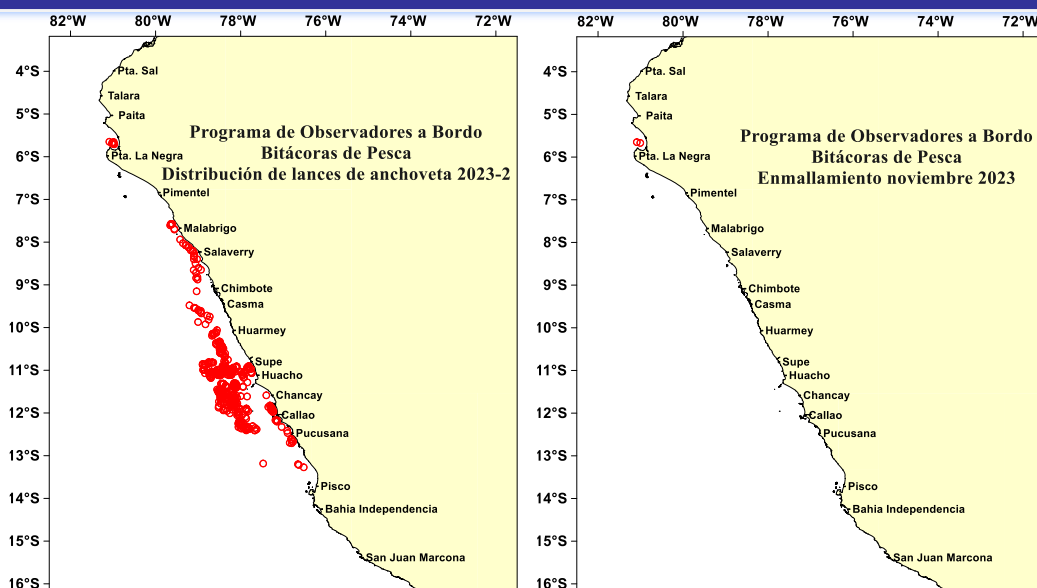 82°W 80°W 78°W 76°W 74°W 72°W
4°S
5°S
6°S
7°S
8°S
9°S
10°S
11°S
12°S
13°S
14°S
15°S
16°S
Programa de Observadores a Bordo
Bitácoras de Pesca
Distribución de lances de anchoveta 2023-2
Pta. Sal
Talara
Paita
Pta. La Negra
Pimentel
Malabrigo
Salaverry
Chimbote
Casma
Huarmey
Supe
Huacho
Chancay
Callao
Pucusana
Pisco
Bahia Independencia
San Juan Marcona
82°W 80°W 76°W 74°W 72°W
78°W
4°S
5°S
6°S
7°S
8°S
9°S
10°S
11°S
12°S
13°S
14°S
15°S
16°S
Programa de Observadores a Bordo
Bitácoras de Pesca
Enmallamiento noviembre 2023
Pta. Sal
Talara
Paita
Pta. La Negra
Pimentel
Malabrigo
Salaverry
Chimbote
Casma
Huarmey
Supe
Huacho
Chancay
Callao
Pucusana
Pisco
Bahia Independencia
San Juan Marcona